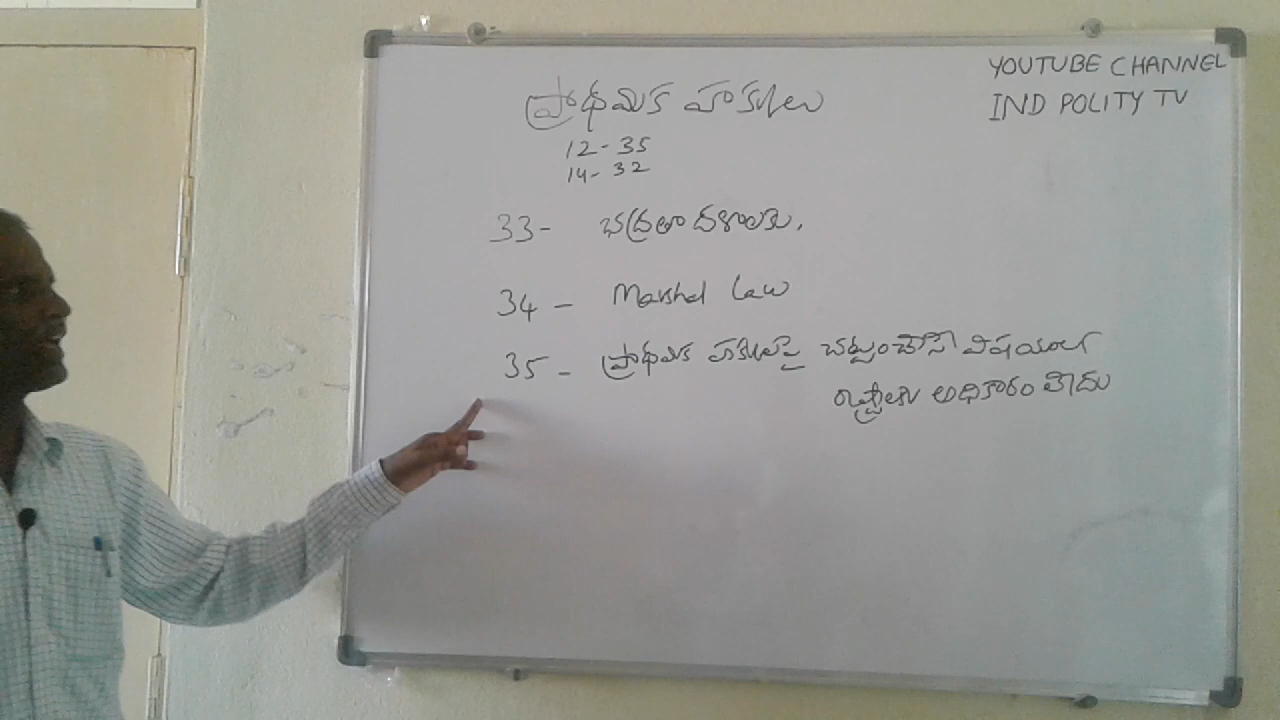 YOUTUBE CHANNEL
IND POLITY TV
ప్రాథమిక హక్కులు
12-35
14-32
33- భద్రతా దళాలకు.
34 - Marshal Law
35 - ప్రాథమిక హక్కులపై చట్టంచేసే విషయంలో
రాష్ట్రాలకు అధికారం లేదు